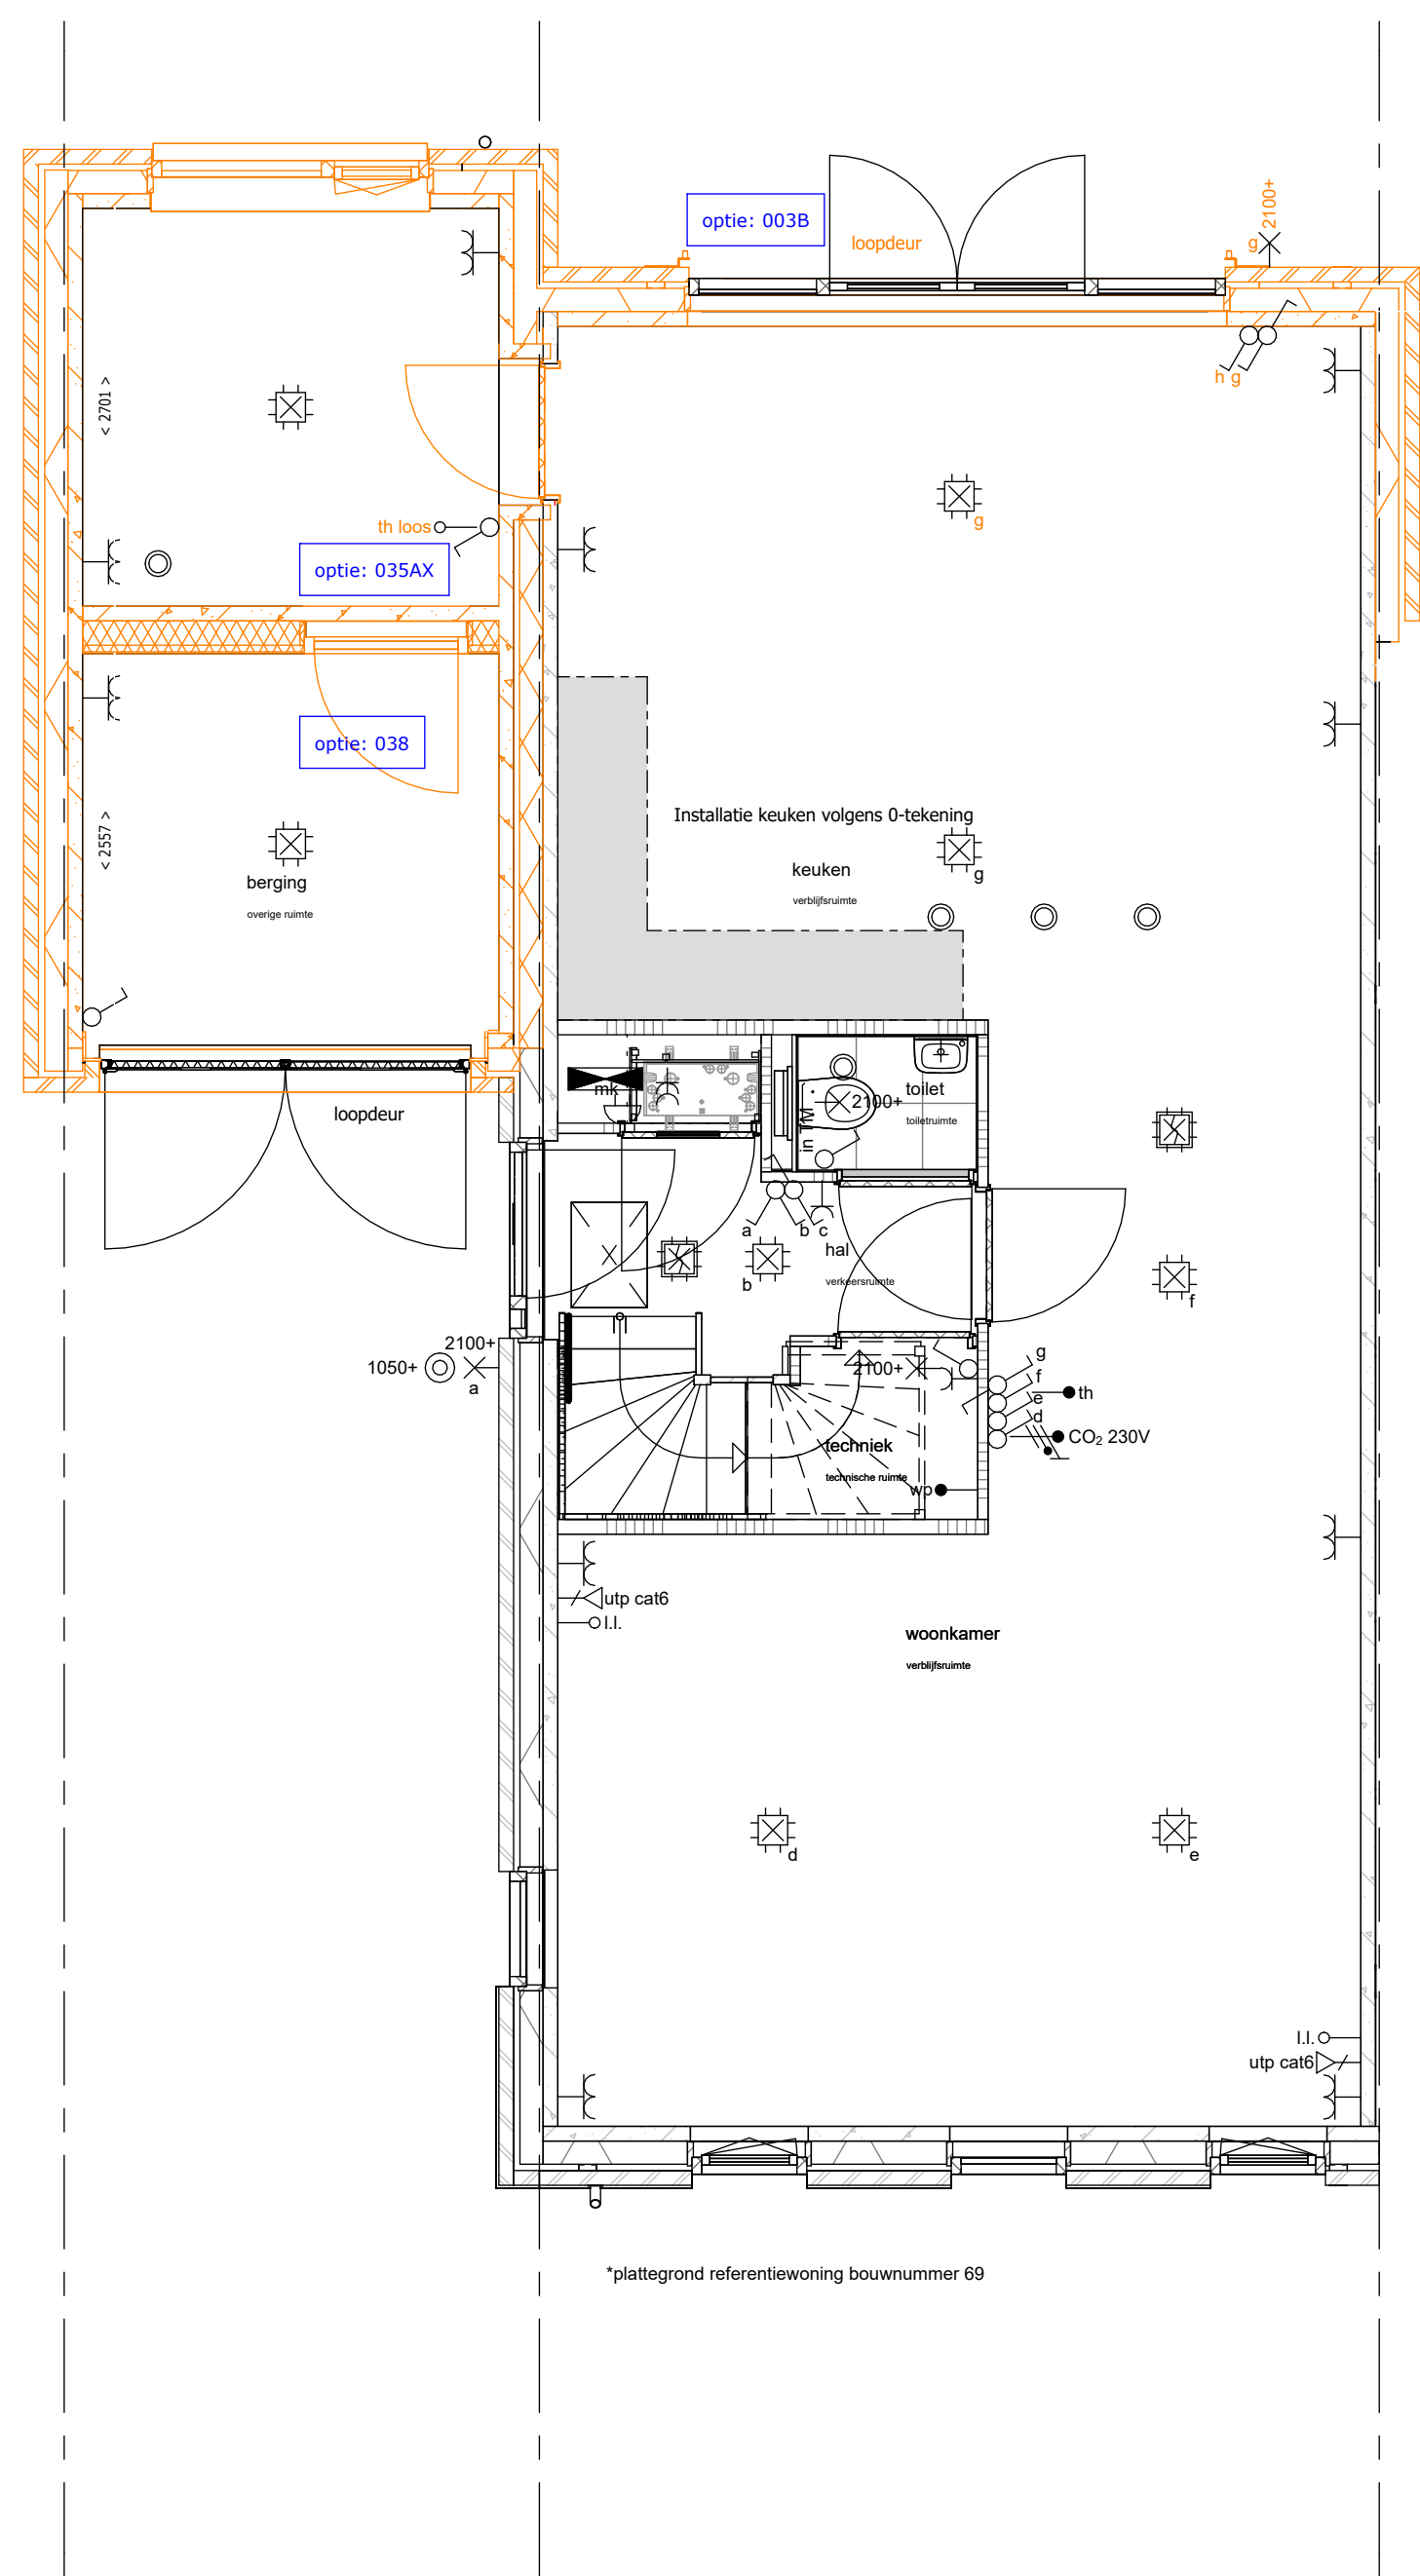 2100+
optie: 003B
loopdeur
g
h g
< 2701 >
g
th loos
optie: 035AX
optie: 038
Installatie keuken volgens 0-tekening
keuken
verblijfsruimte
g
< 2557 >
berging
overige ruimte
mk
toilet
2100+
toiletruimte
loopdeur
a
b
c
hal
verkeersruimte
b
f
2100+
1050+
a
2100+
g
f
th
e
d
CO₂ 230V
techniek
technische ruimte
wp
utp cat6
l.l.
woonkamer
verblijfsruimte
d
e
l.l.
utp cat6
*plattegrond referentiewoning bouwnummer 69